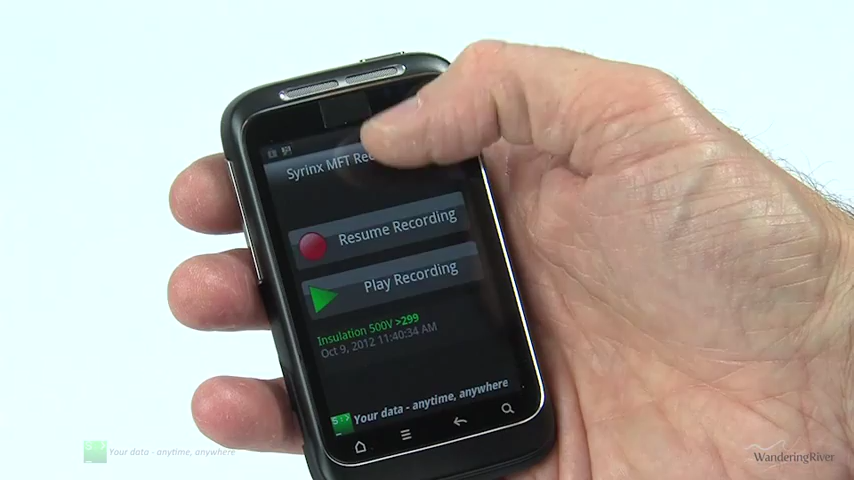 Syrinx MFT Rec
Resume Recording
Play Recording
Insulation 500V >299
Oct 9, 2012 11:40:34 AM
Your data - anytime, anywhere
Your data - anytime, anywhere
WanderingRiver